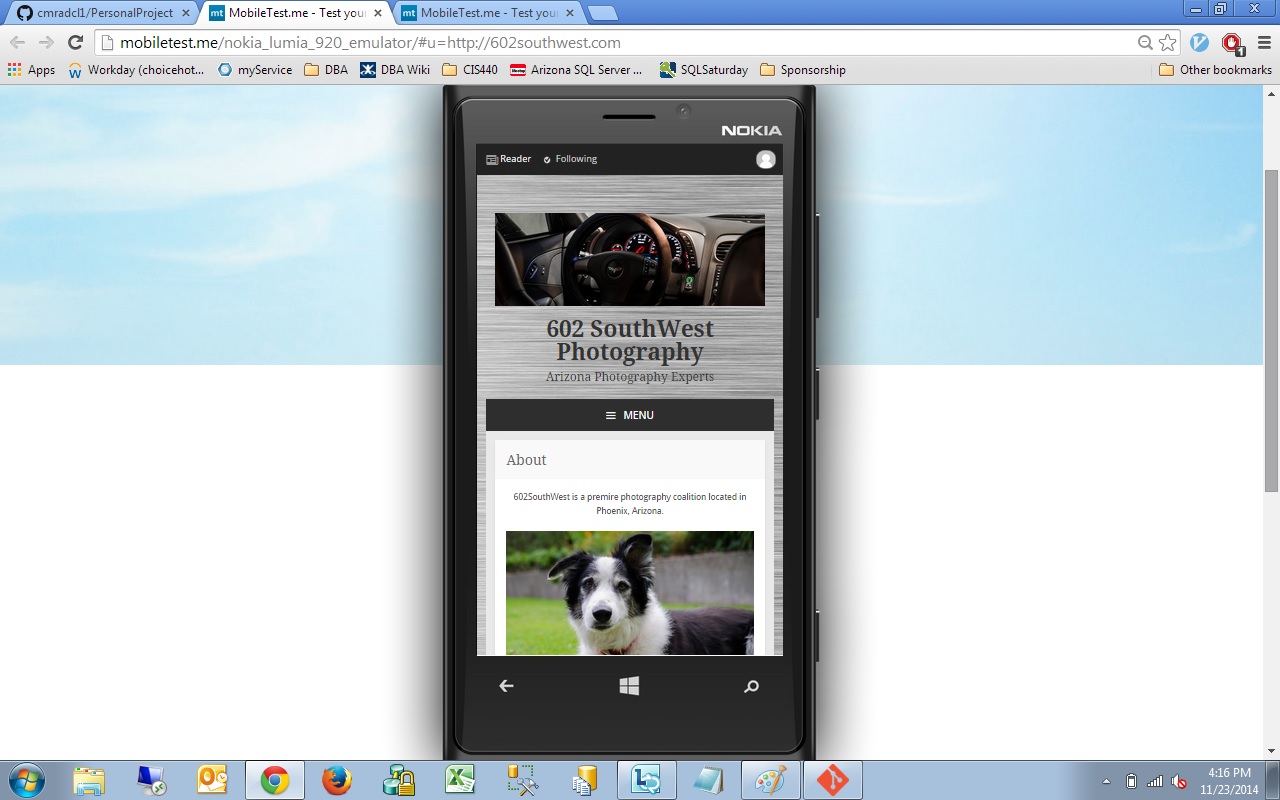 cmradcl1/PersonalProject
MobileTest.me - Test your
MobileTest.me - Test your
mobiletest.me/nokia_lumia_920_emulator/#u=http://602southwest.com
1
Apps Workday (choicehot... myService DBA DBA Wiki CIS440 Arizona SQL Server ... SQLSaturday Sponsorship Other bookmarks
NOKIA
Reader Following
602 SouthWest
Photography
Arizona Photography Experts
MENU
About
602SouthWest is a premire photography coalition located in
Phoenix, Arizona.
4:16 PM
11/23/2014